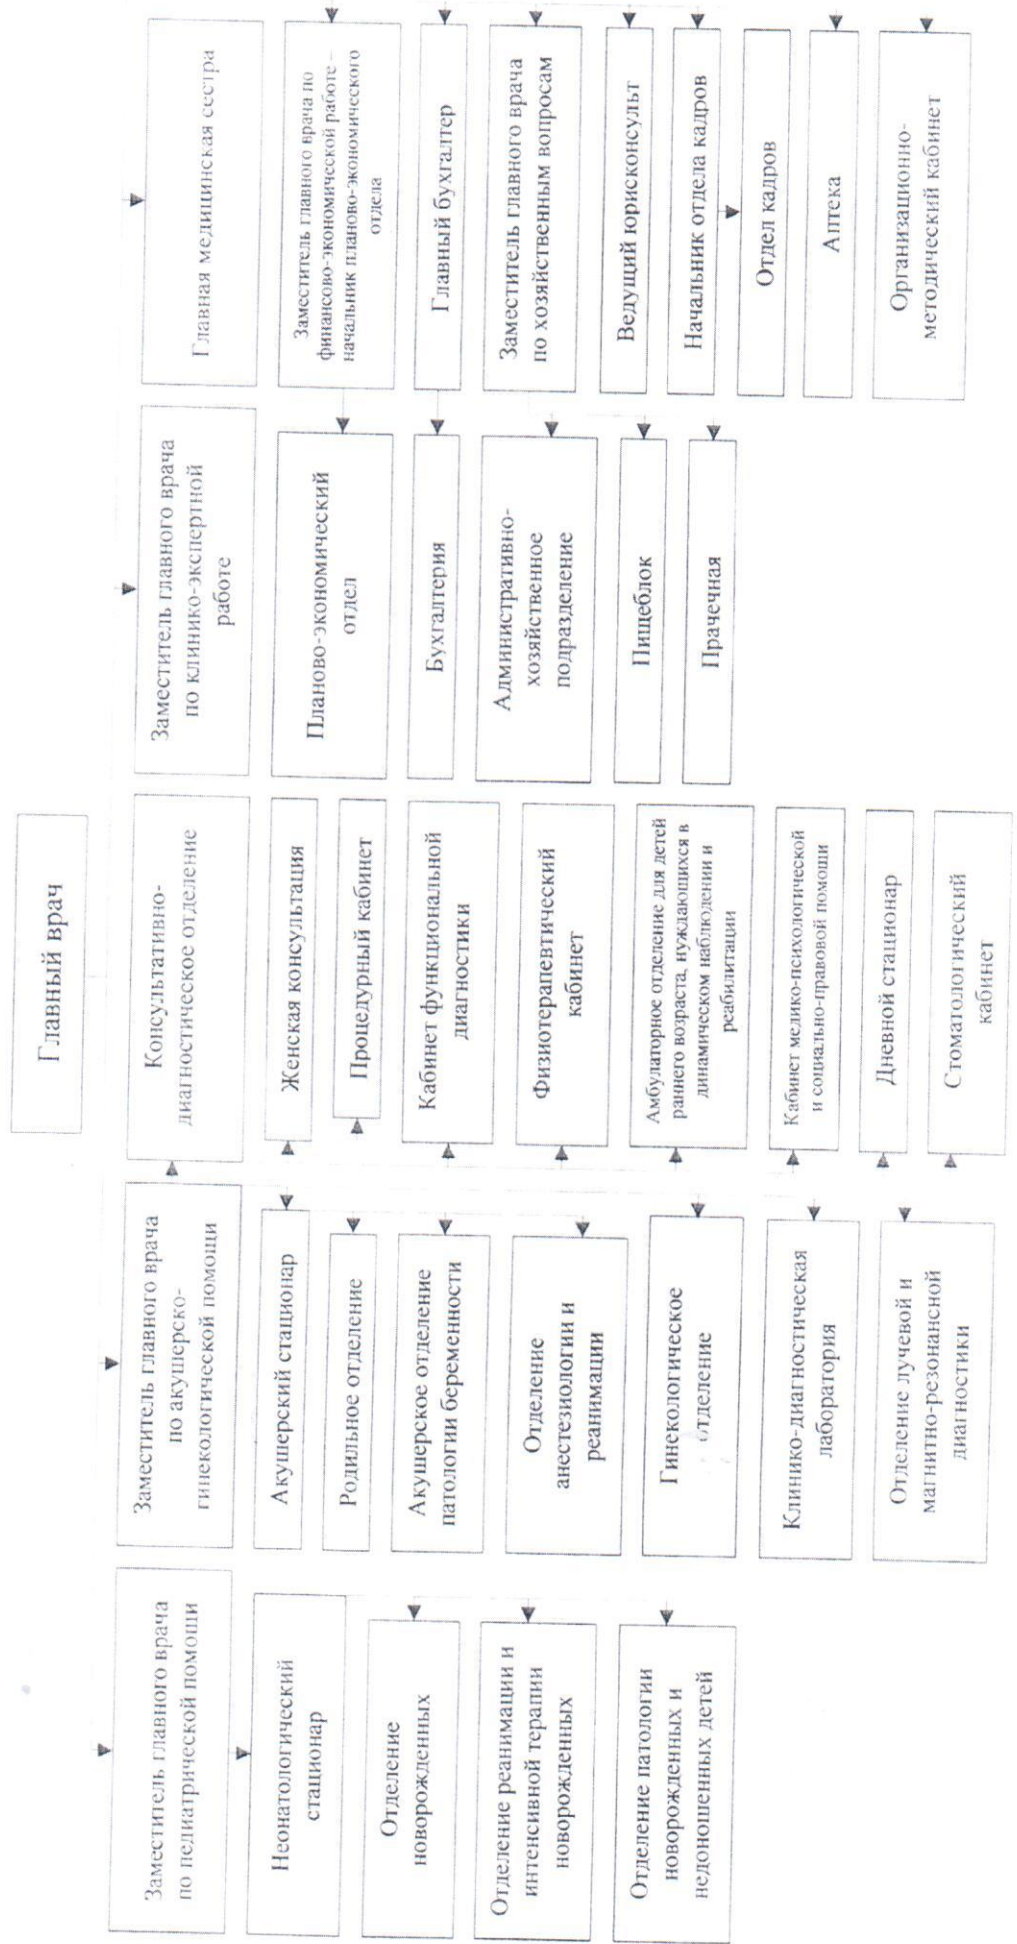 Главный врач
Заместитель главного врача
по педиатрической помощи
Неонатологический
стационар
Отделение
новорожденных
Отделение реанимации и
интенсивной терапии
новорожденных
Отделение патологии
новорожденных и
недоношенных детей
Заместитель главного врача
по акушерско-
гинекологической помощи
Акушерский стационар
Родильное отделение
Акушерское отделение
патологии беременности
Отделение
анестезиологии и
реанимации
Гинекологическое
отделение
Клинико-диагностическая
лаборатория
Отделение лучевой и
магнитно-резонансной
диагностики
Консультативно-
диагностическое отделение
Женская консультация
Процедурный кабинет
Кабинет функциональной
диагностики
Физиотерапевтический
кабинет
Амбулаторное отделение для детей
раннего возраста, нуждающихся в
динамическом наблюдении и
реабилитации
Кабинет медико-психологической
и социально-правовой помощи
Дневной стационар
Стоматологический
кабинет
Заместитель главного врача
по клинико-экспертной
работе
Планово-экономический
отдел
Бухгалтерия
Административно-
хозяйственное
подразделение
Пищеблок
Прачечная
Главная медицинская сестра
Заместитель главного врача по
финансово-экономической работе –
начальник планово-экономического
отдела
Главный бухгалтер
Заместитель главного врача
по хозяйственным вопросам
Ведущий юрисконсульт
Начальник отдела кадров
Отдел кадров
Аптека
Организационно-
методический кабинет